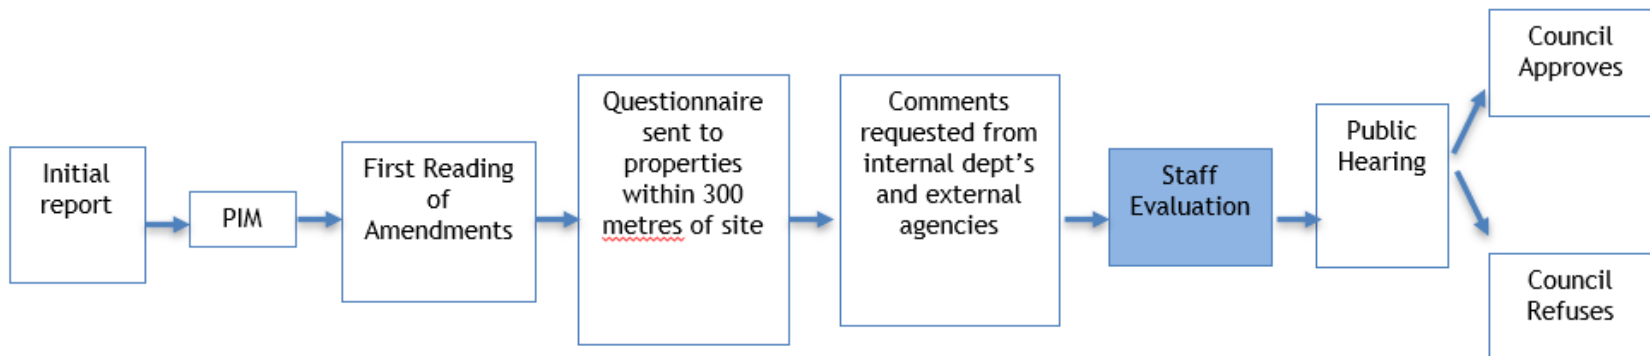 Initial
report
PIM
First Reading
of
Amendments
Questionnaire
sent to
properties
within 300
metres of site
Comments
requested from
internal dept's
and external
agencies
Staff
Evaluation
Public
Hearing
Council
Approves
Council
Refuses